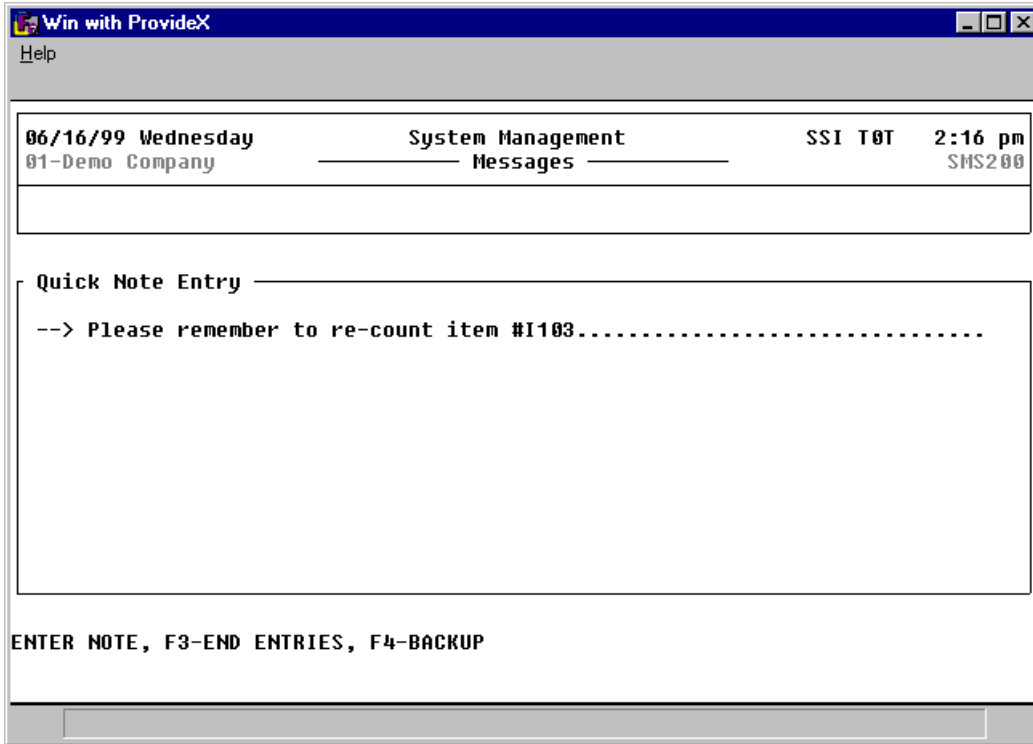 Win with ProvideX
Help
06/16/99 Wednesday System Management SSI T0T 2:16 pm
01-Demo Company Messages SMS200
Quick Note Entry
--> Please remember to re-count item #I103................................
ENTER NOTE, F3-END ENTRIES, F4-BACKUP